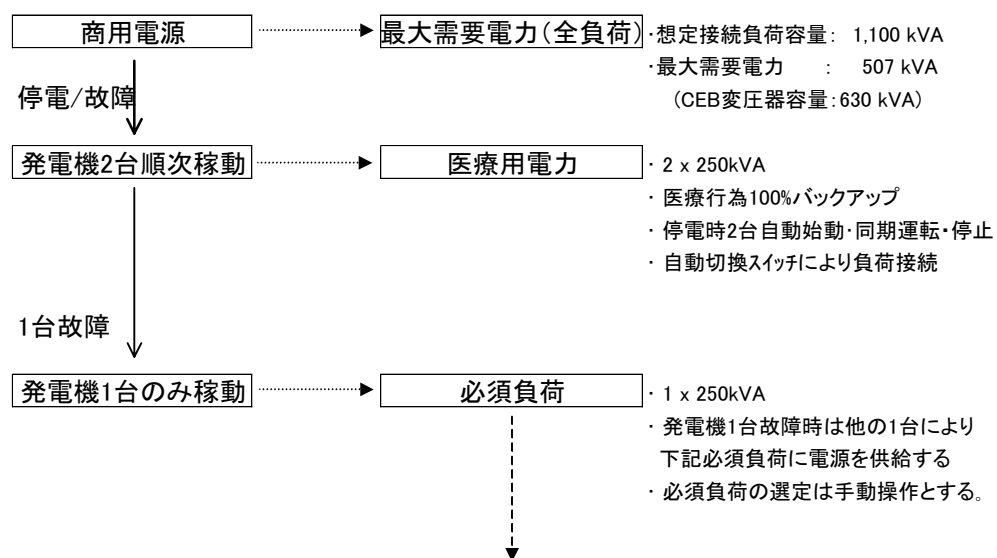 商用電源 最大需要電力(全負荷) ･想定接続負荷容量: 1,100 kVA
･最大需要電力 : 507 kVA
(CEB変圧器容量:630 kVA)
停電/故障
発電機2台順次稼動 医療用電力 ･ 2 x 250kVA
･ 医療行為100%バックアップ
･ 停電時2台自動始動･同期運転・停止
･ 自動切換スイッチにより負荷接続
1台故障
発電機1台のみ稼動 必須負荷 ･ 1 x 250kVA
･ 発電機1台故障時は他の1台により
下記必須負荷に電源を供給する
･ 必須負荷の選定は手動操作とする。